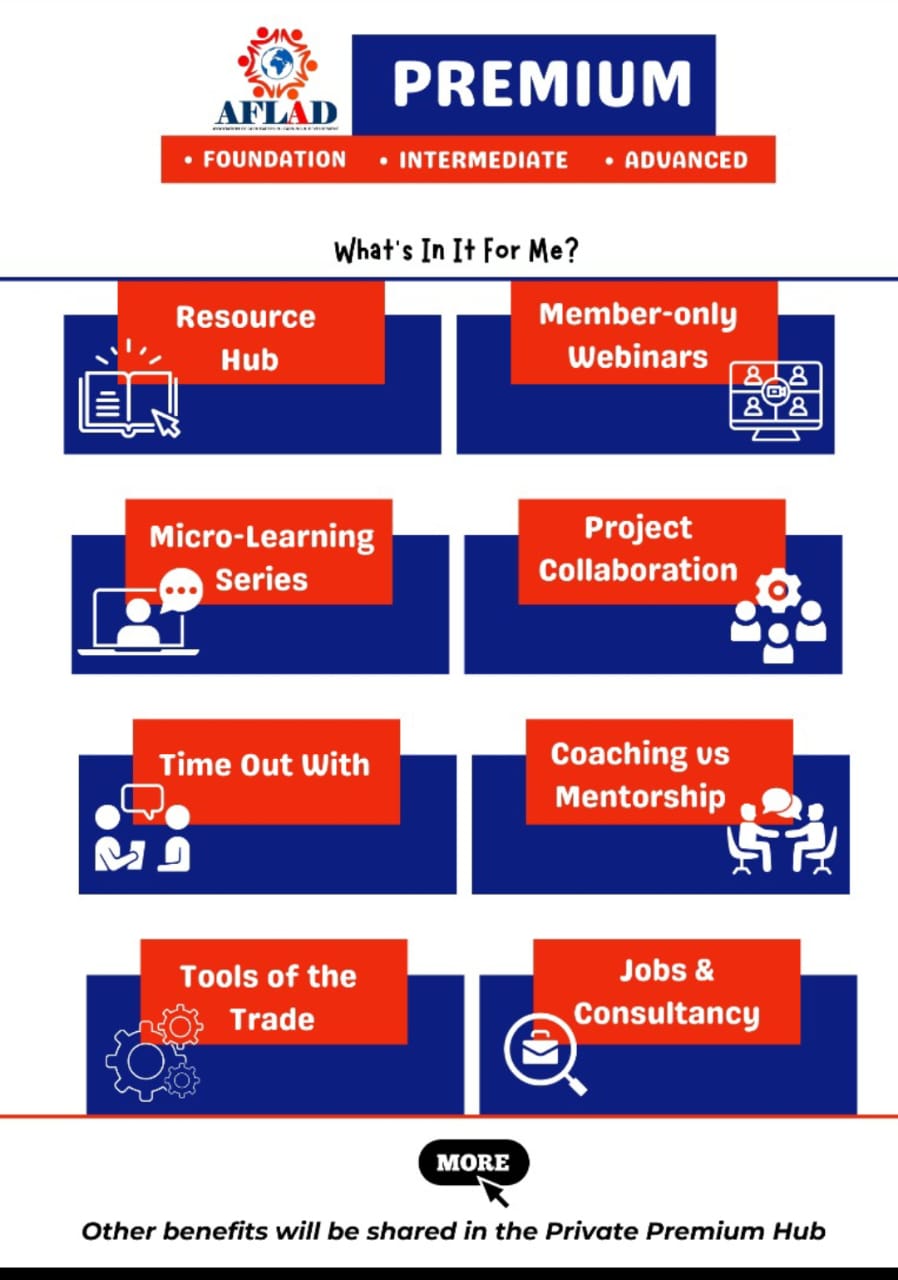 AFLAD
PREMIUM
• FOUNDATION • INTERMEDIATE • ADVANCED
What's In It For Me?
Resource
Hub
Member-only
Webinars
Micro-Learning
Series
Project
Collaboration
Time Out With
Coaching vs
Mentorship
Tools of the
Trade
Jobs &
Consultancy
MORE
Other benefits will be shared in the Private Premium Hub